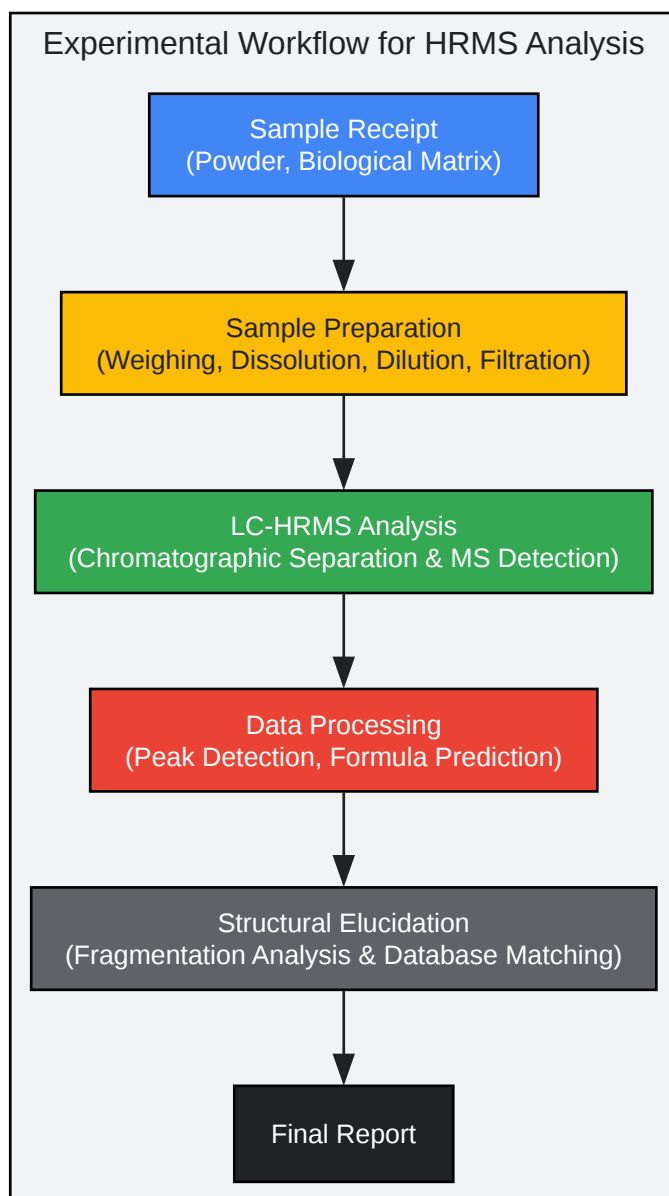 Experimental Workflow for HRMS Analysis
Sample Receipt
(Powder, Biological Matrix)
Sample Preparation
(Weighing, Dissolution, Dilution, Filtration)
LC-HRMS Analysis
(Chromatographic Separation & MS Detection)
Data Processing
(Peak Detection, Formula Prediction)
Structural Elucidation
(Fragmentation Analysis & Database Matching)
Final Report